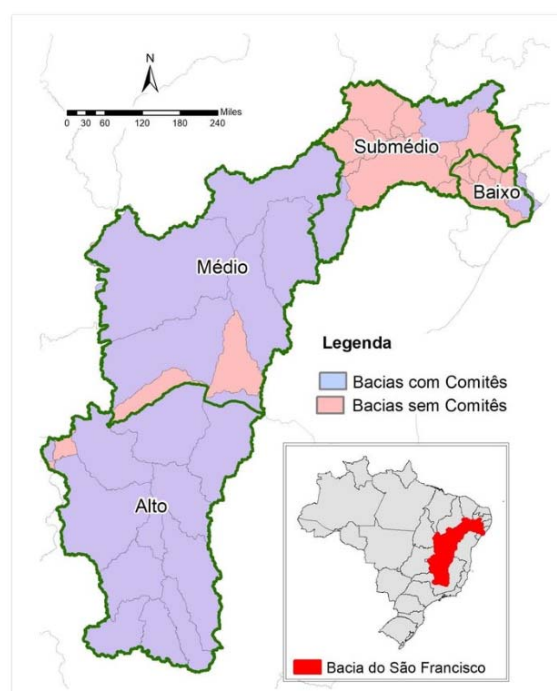 N
Miles
0 15 30 60 120 180 240
Submédio
Baixo
Médio
Legenda
Bacias com Comitês
Bacias sem Comitês
Alto
Bacia do São Francisco